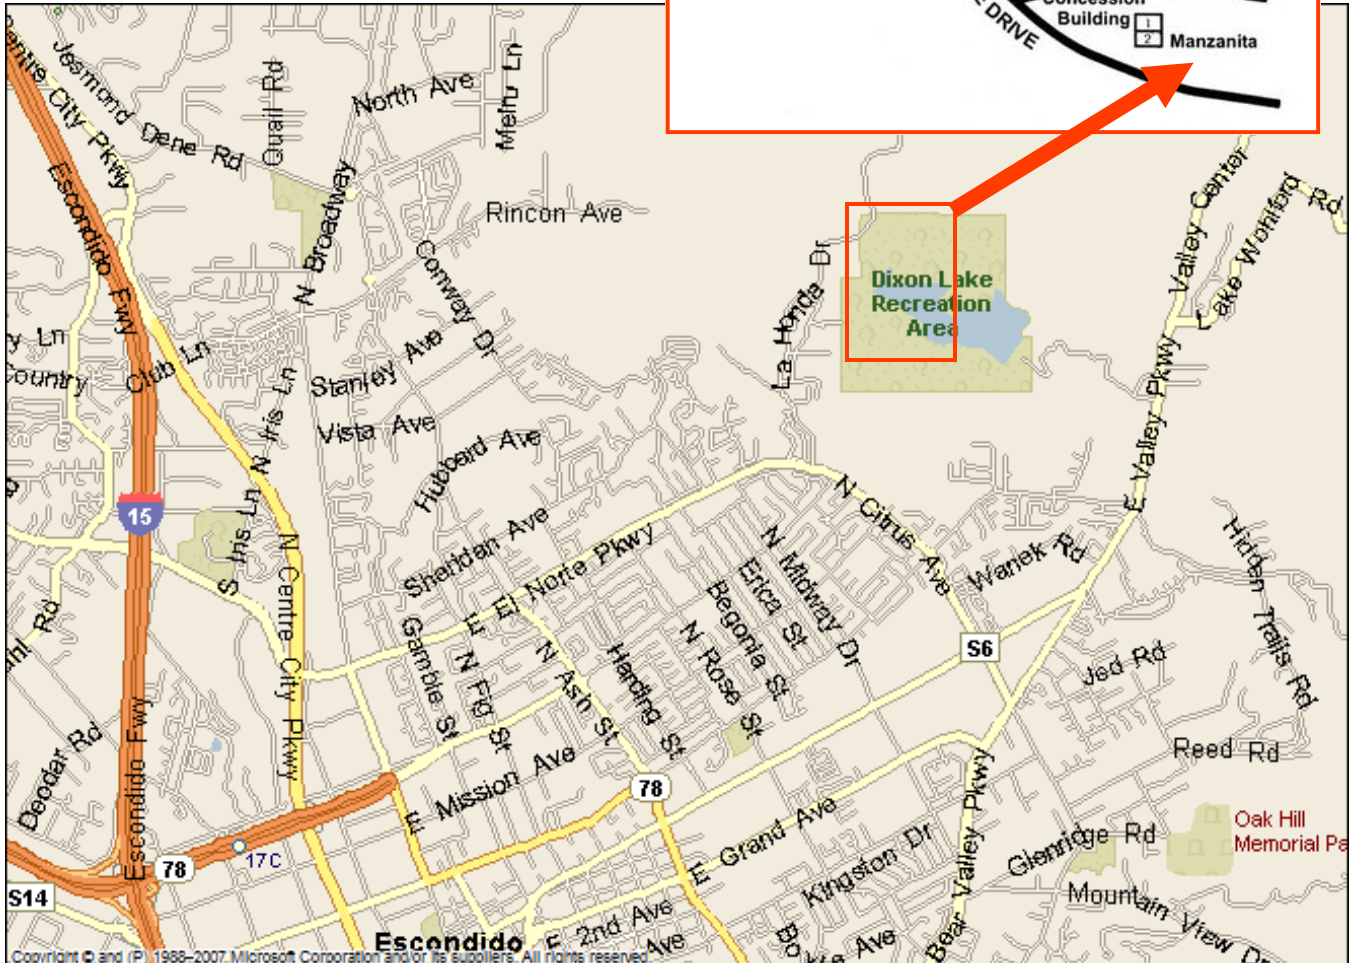 Concession
Building 1
2
Manzanita
E DRIVE
Centre City Pkwy
Jesmond Dene Rd
Quail Rd
North Ave
Escondido Fwy
N Broadway
Rincon Ave
Conway Dr
La Honda Dr
Dixon Lake
Recreation
Area
Valley Center
Lake Wohlford Rd
y Ln
Country
Club Ln
Stanley Ave
N Iris Ln
Vista Ave
Hubbard Ave
E Valley Pkwy
15
S Iris Ln
N Centre City Pkwy
Sheridan Ave
E El Norte Pkwy
N Citrus Ave
Wanek Rd
Hidden Trails Rd
N Midway Dr
Erica St
Begonia St
N Rose St
Harding St
N Ash St
N Fig St
Gamble St
S6
Jed Rd
Reed Rd
ahl Rd
Deodar Rd
Escondido Fwy
E Mission Ave
78
E Grand Ave
Kingston Dr
Bear Valley Pkwy
Glenridge Rd
Oak Hill
Memorial Pa
Mountain View Dr
17C
78
S14
Escondido
E 2nd Ave
Ave
Ave
Copyright © and (P) 1988–2007 Microsoft Corporation and/or its suppliers. All rights reserved.